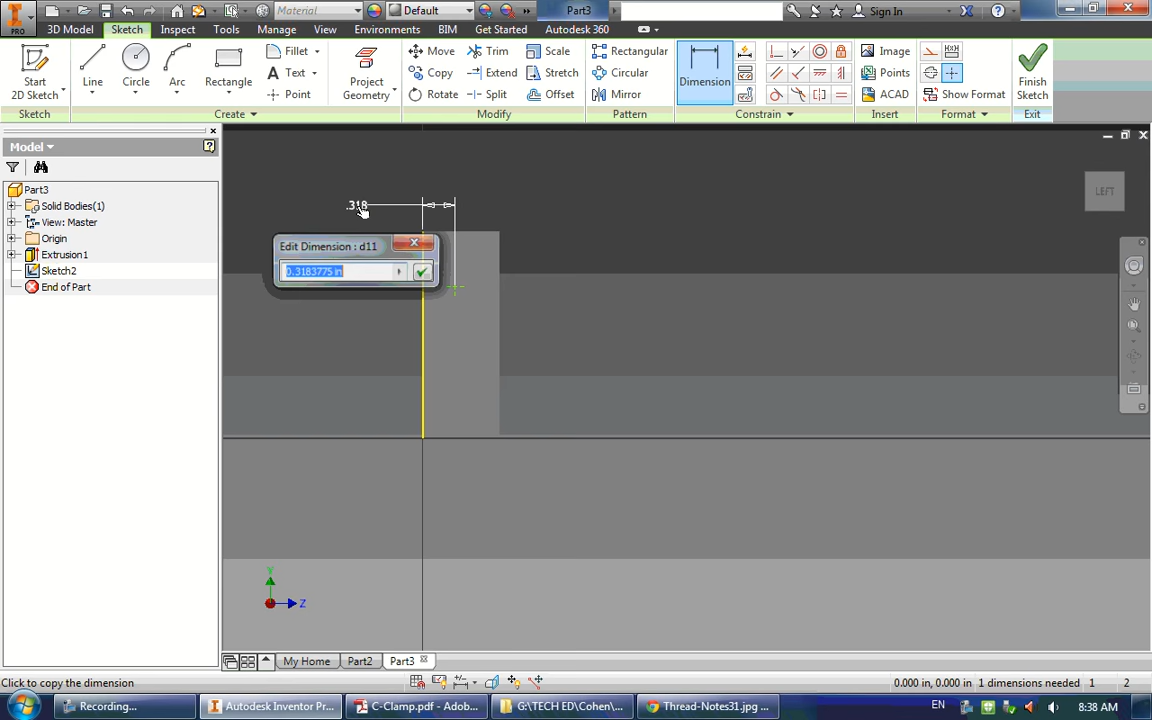 Material
Default
Part3
Sign In
PRO
3D Model Sketch Inspect Tools Manage View Environments BIM Get Started Autodesk 360
Start
2D Sketch
Line
Circle
Arc
Rectangle
Fillet
Text
Point
Project
Geometry
Move
Copy
Rotate
Trim
Extend
Split
Scale
Stretch
Offset
Rectangular
Circular
Mirror
Dimension
Image
Points
ACAD
Show Format
Finish
Sketch
Sketch Create Modify Pattern Constrain Insert Format Exit
Model
Part3
Solid Bodies(1)
View: Master
Origin
Extrusion1
Sketch2
End of Part
.318
Edit Dimension : d11
0.3183775 in
LEFT
Y
Z
My Home Part2 Part3
Click to copy the dimension
0.000 in, 0.000 in 1 dimensions needed 1 2
Recording...
Autodesk Inventor Pr...
C-Clamp.pdf - Adob...
G:\TECH ED\Cohen\...
Thread-Notes31.jpg ...
EN
8:38 AM